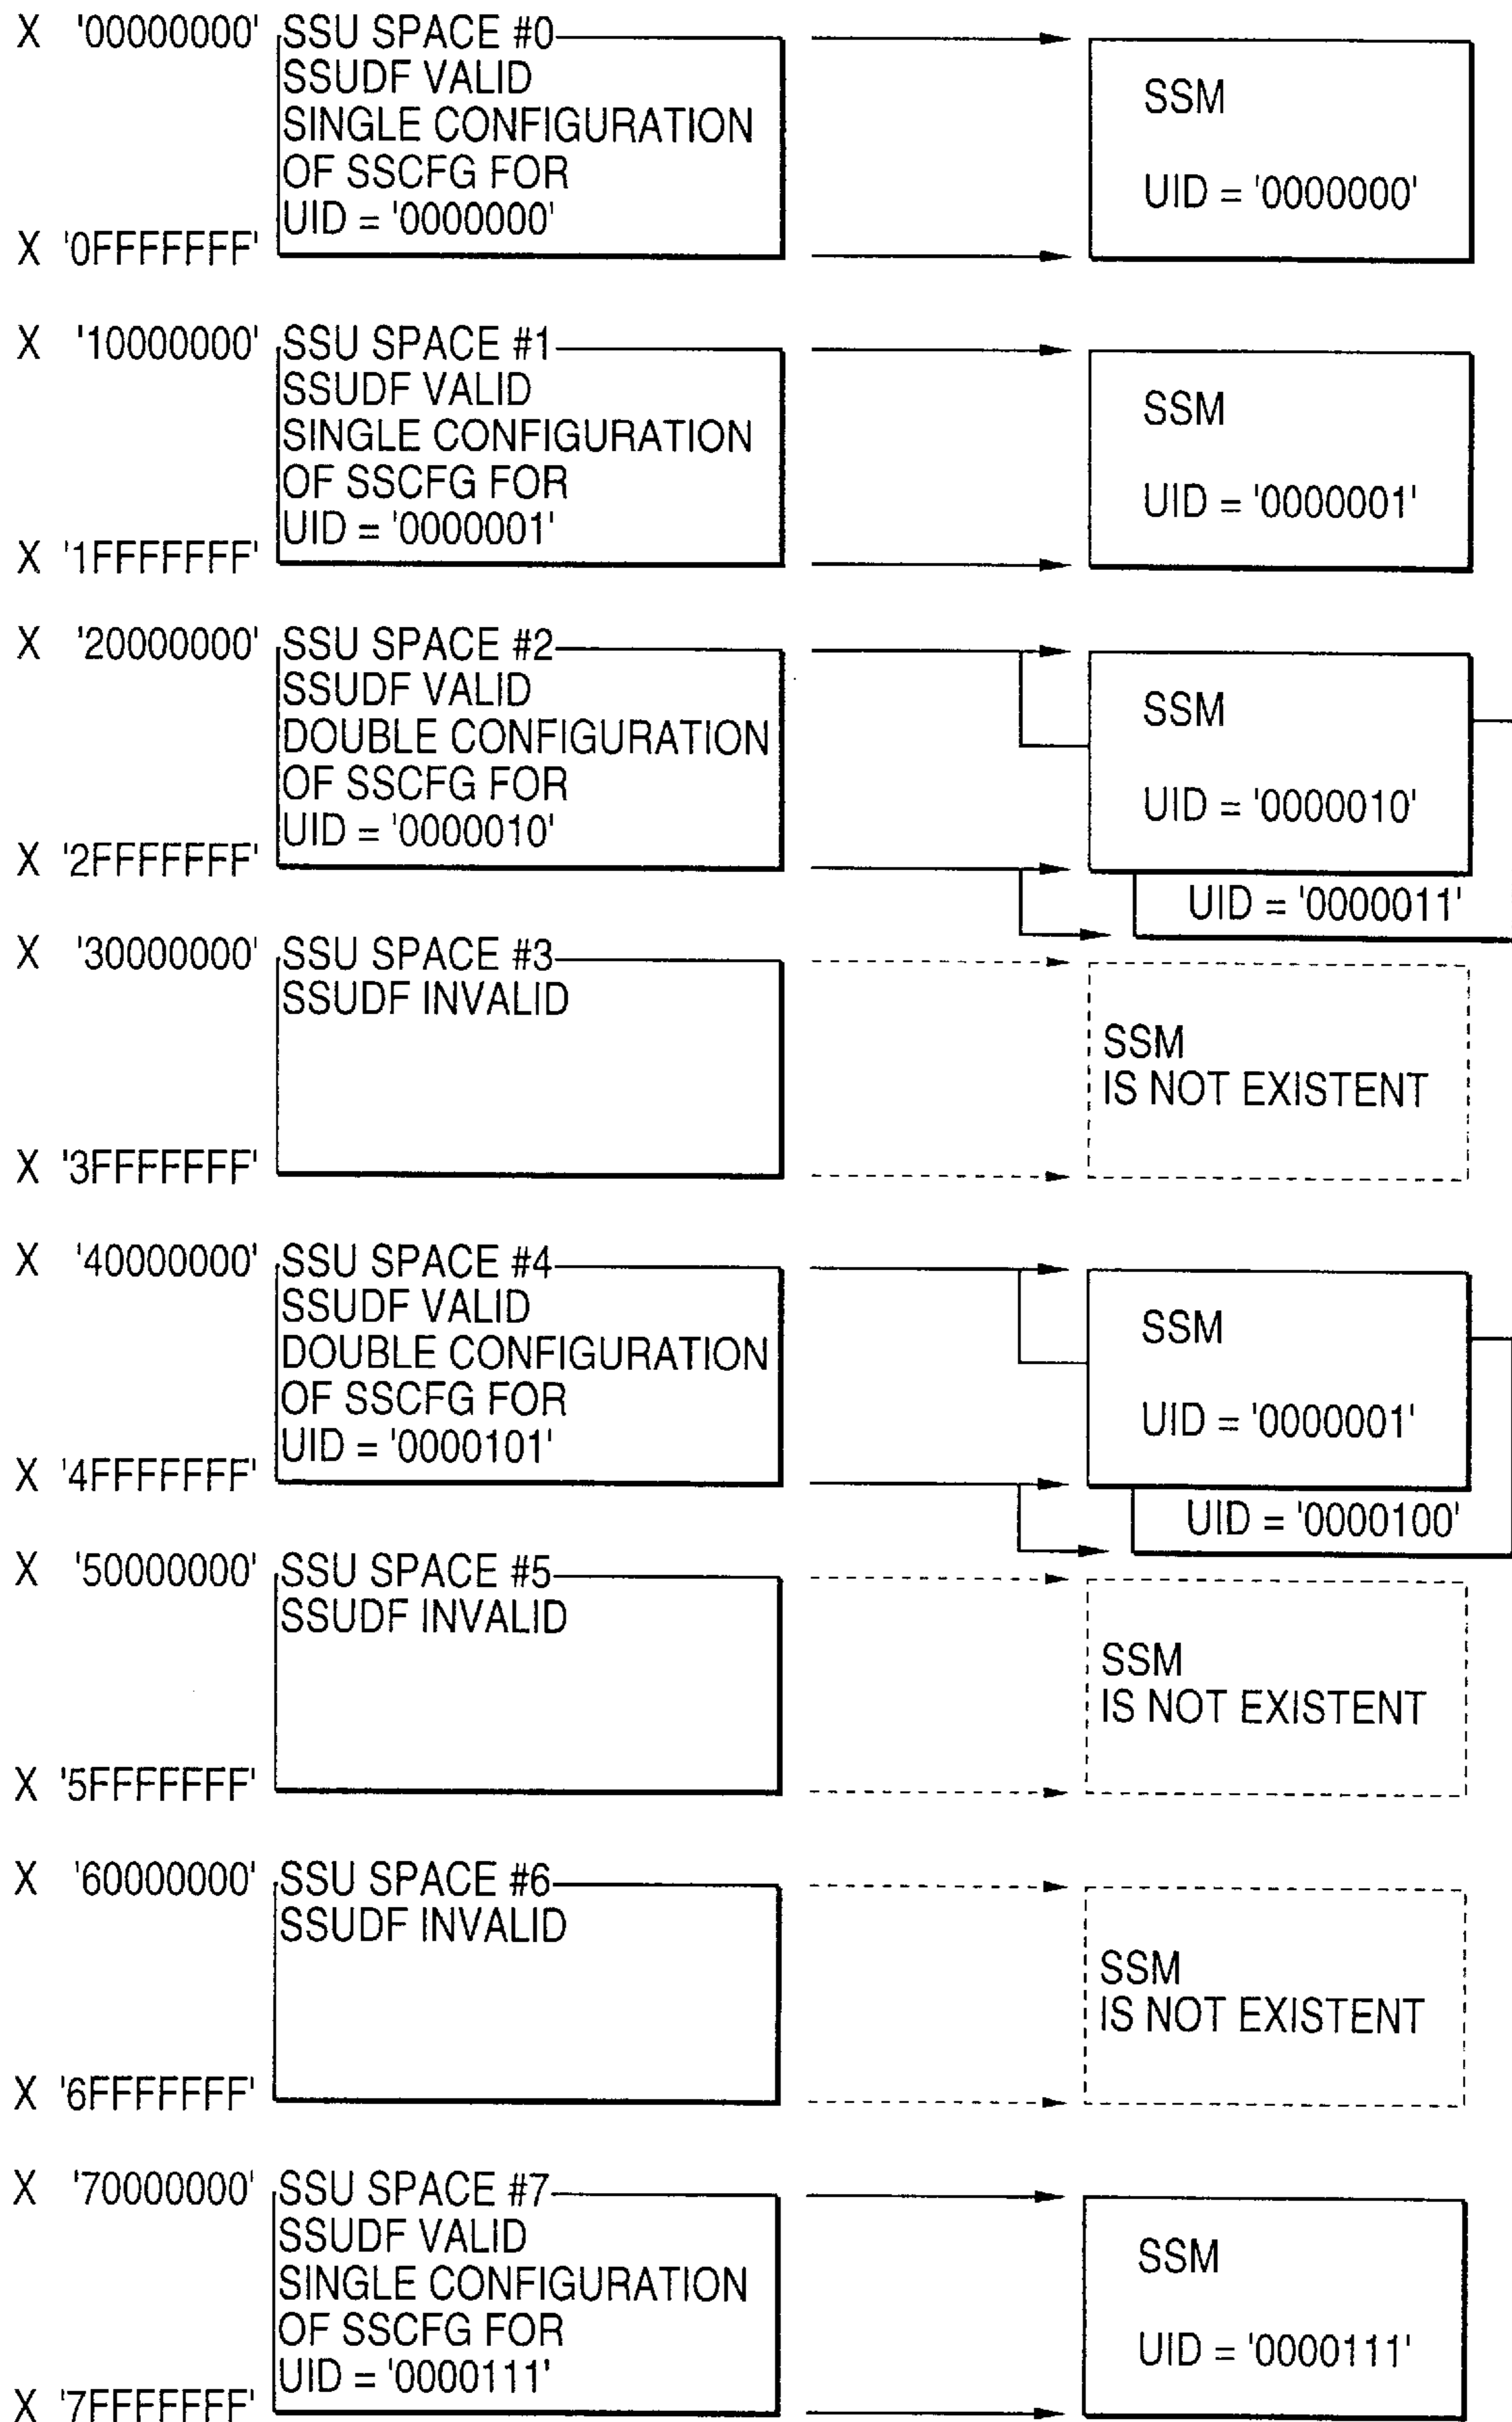 X '00000000' SSU SPACE #0
SSUDF VALID
SINGLE CONFIGURATION
OF SSCFG FOR
UID = '0000000'
X '0FFFFFFF'
SSM
UID = '0000000'
X '10000000' SSU SPACE #1
SSUDF VALID
SINGLE CONFIGURATION
OF SSCFG FOR
UID = '0000001'
X '1FFFFFFF'
SSM
UID = '0000001'
X '20000000' SSU SPACE #2
SSUDF VALID
DOUBLE CONFIGURATION
OF SSCFG FOR
UID = '0000010'
X '2FFFFFFF'
SSM
UID = '0000010'
UID = '0000011'
X '30000000' SSU SPACE #3
SSUDF INVALID
X '3FFFFFFF'
SSM
IS NOT EXISTENT
X '40000000' SSU SPACE #4
SSUDF VALID
DOUBLE CONFIGURATION
OF SSCFG FOR
UID = '0000101'
X '4FFFFFFF'
SSM
UID = '0000001'
UID = '0000100'
X '50000000' SSU SPACE #5
SSUDF INVALID
X '5FFFFFFF'
SSM
IS NOT EXISTENT
X '60000000' SSU SPACE #6
SSUDF INVALID
X '6FFFFFFF'
SSM
IS NOT EXISTENT
X '70000000' SSU SPACE #7
SSUDF VALID
SINGLE CONFIGURATION
OF SSCFG FOR
UID = '0000111'
X '7FFFFFFF'
SSM
UID = '0000111'